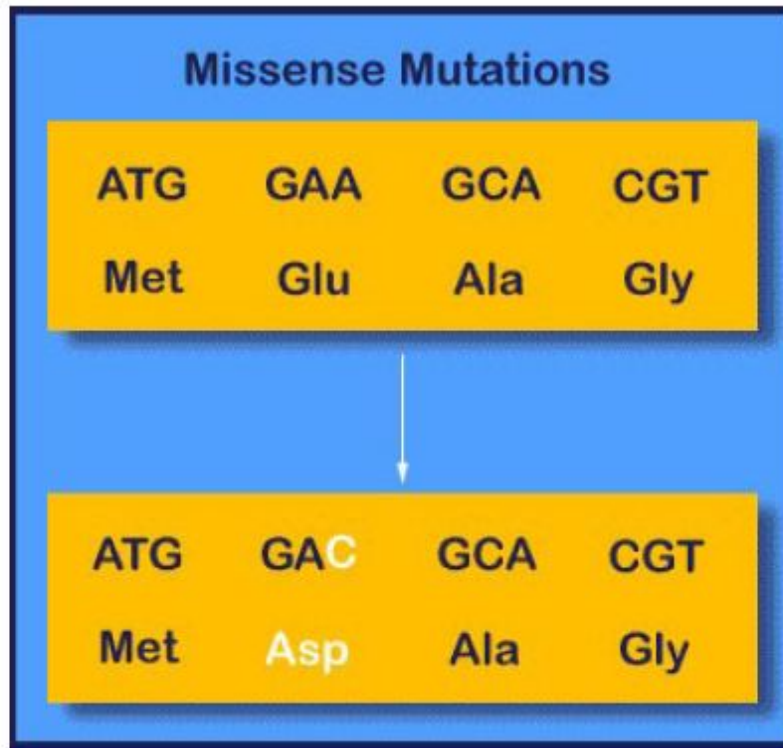 Missense Mutations
ATG GAA GCA CGT
Met Glu Ala Gly
ATG GAC GCA CGT
Met Asp Ala Gly